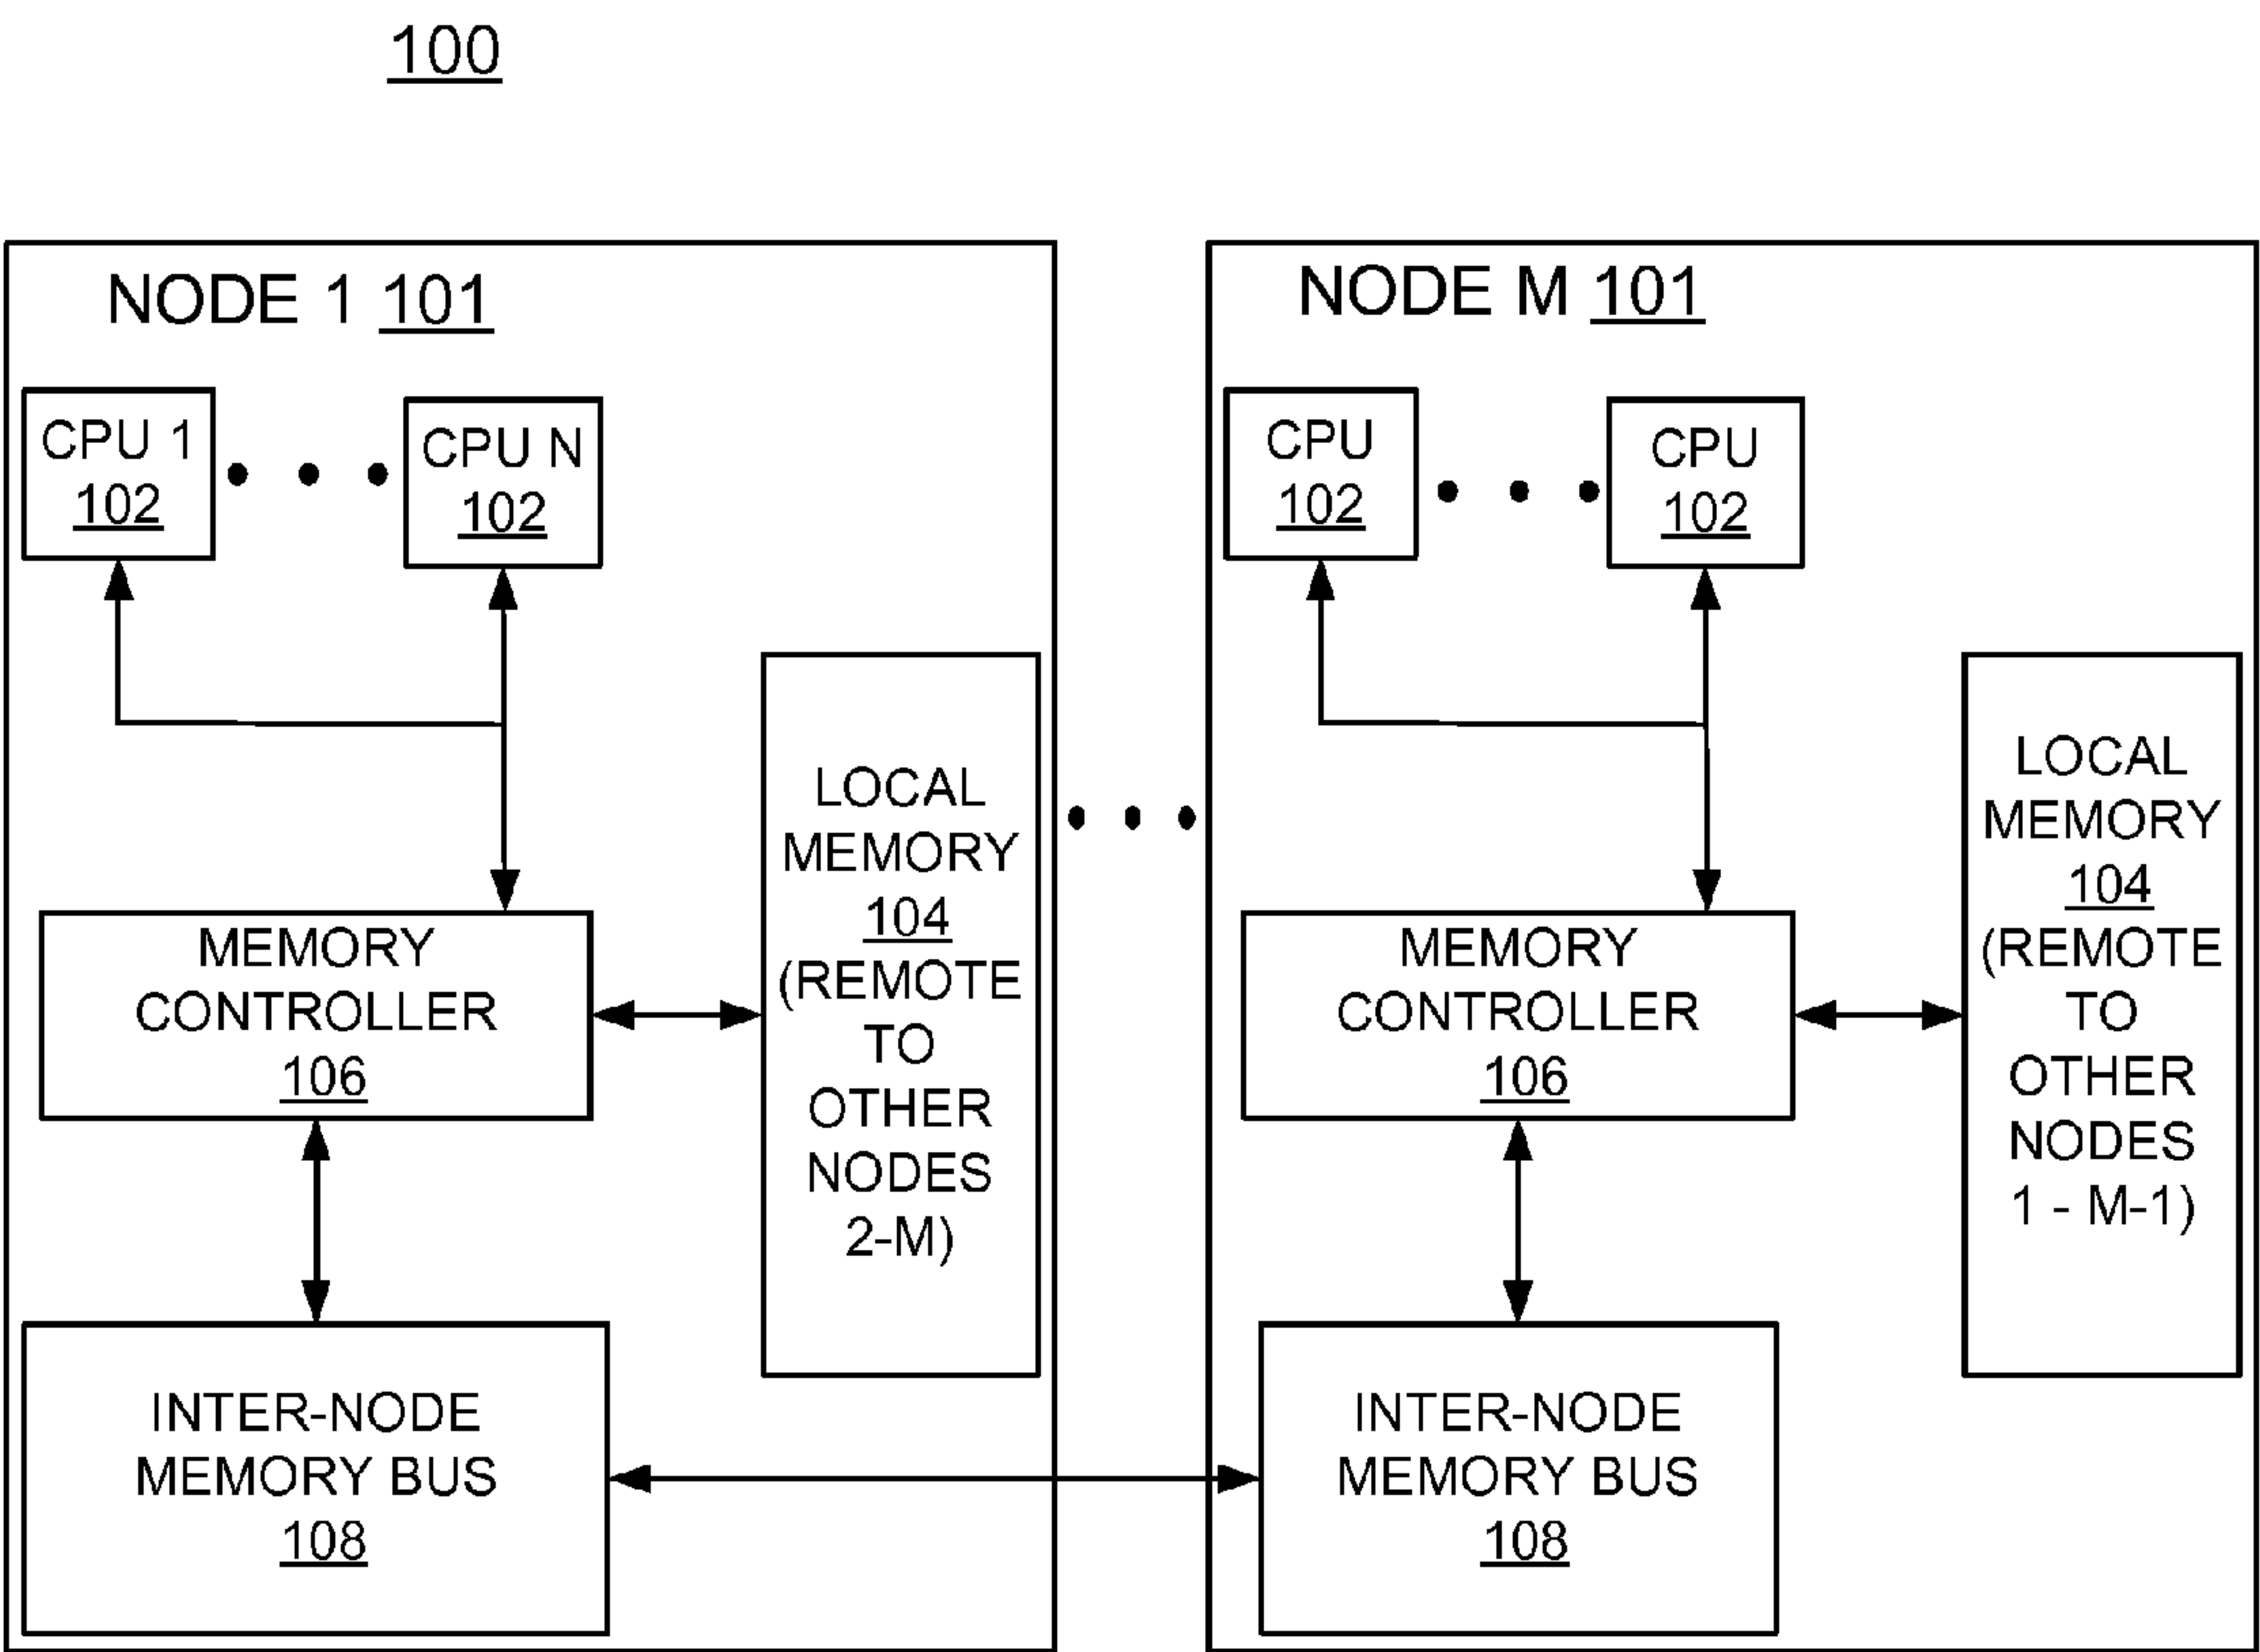 100
NODE 1 101
CPU 1
102
CPU N
102
MEMORY
CONTROLLER
106
LOCAL
MEMORY
104
(REMOTE
TO
OTHER
NODES
2-M)
INTER-NODE
MEMORY BUS
108
NODE M 101
CPU
102
CPU
102
MEMORY
CONTROLLER
106
LOCAL
MEMORY
104
(REMOTE
TO
OTHER
NODES
1 - M-1)
INTER-NODE
MEMORY BUS
108